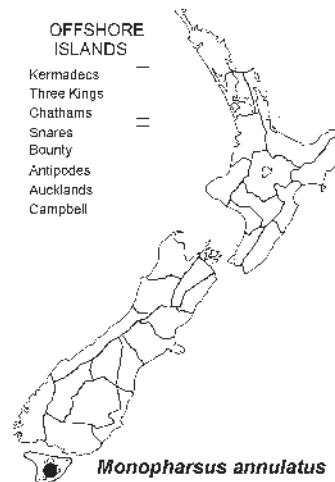 OFFSHORE
ISLANDS
Kermadecs
Three Kings
Chathams
Snares
Bounty
Antipodes
Aucklands
Campbell
Monopharsus annulatus